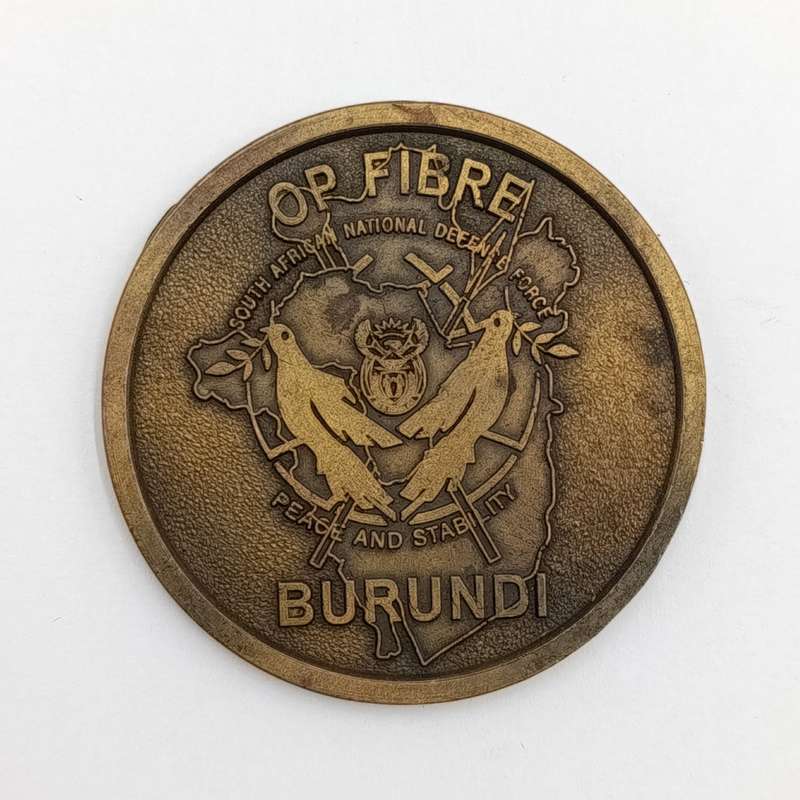 OP FIBRE
SOUTH AFRICAN NATIONAL DEFENCE FORCE
PEACE AND STABILITY
BURUNDI